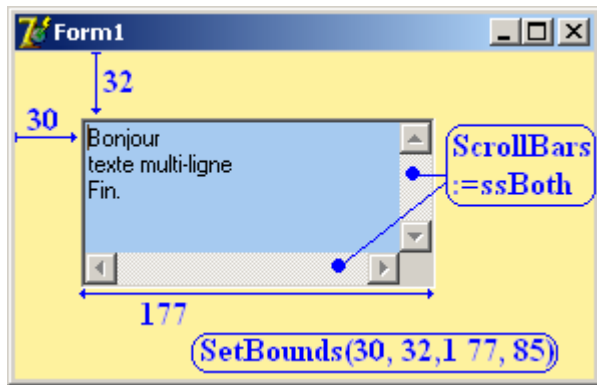 Form1
32
30
Bonjour
texte multi-ligne
Fin.
ScrollBars
:=ssBoth
177
SetBounds(30, 32,1 77, 85)